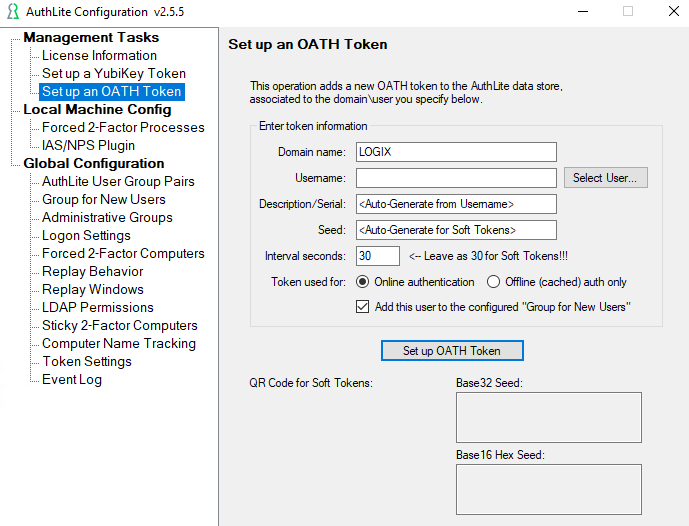 AuthLite Configuration v2.5.5
Management Tasks
License Information
Set up a YubiKey Token
Set up an OATH Token
Local Machine Config
Forced 2-Factor Processes
IAS/NPS Plugin
Global Configuration
AuthLite User Group Pairs
Group for New Users
Administrative Groups
Logon Settings
Forced 2-Factor Computers
Replay Behavior
Replay Windows
LDAP Permissions
Sticky 2-Factor Computers
Computer Name Tracking
Token Settings
Event Log
Set up an OATH Token
This operation adds a new OATH token to the AuthLite data store,
associated to the domain\user you specify below.
Enter token information
Domain name: LOGIX
Username: Select User...
Description/Serial: <Auto-Generate from Username>
Seed: <Auto-Generate for Soft Tokens>
Interval seconds: 30 <-- Leave as 30 for Soft Tokens!!!
Token used for: Online authentication Offline (cached) auth only
Add this user to the configured "Group for New Users"
Set up OATH Token
QR Code for Soft Tokens: Base32 Seed:
Base16 Hex Seed: